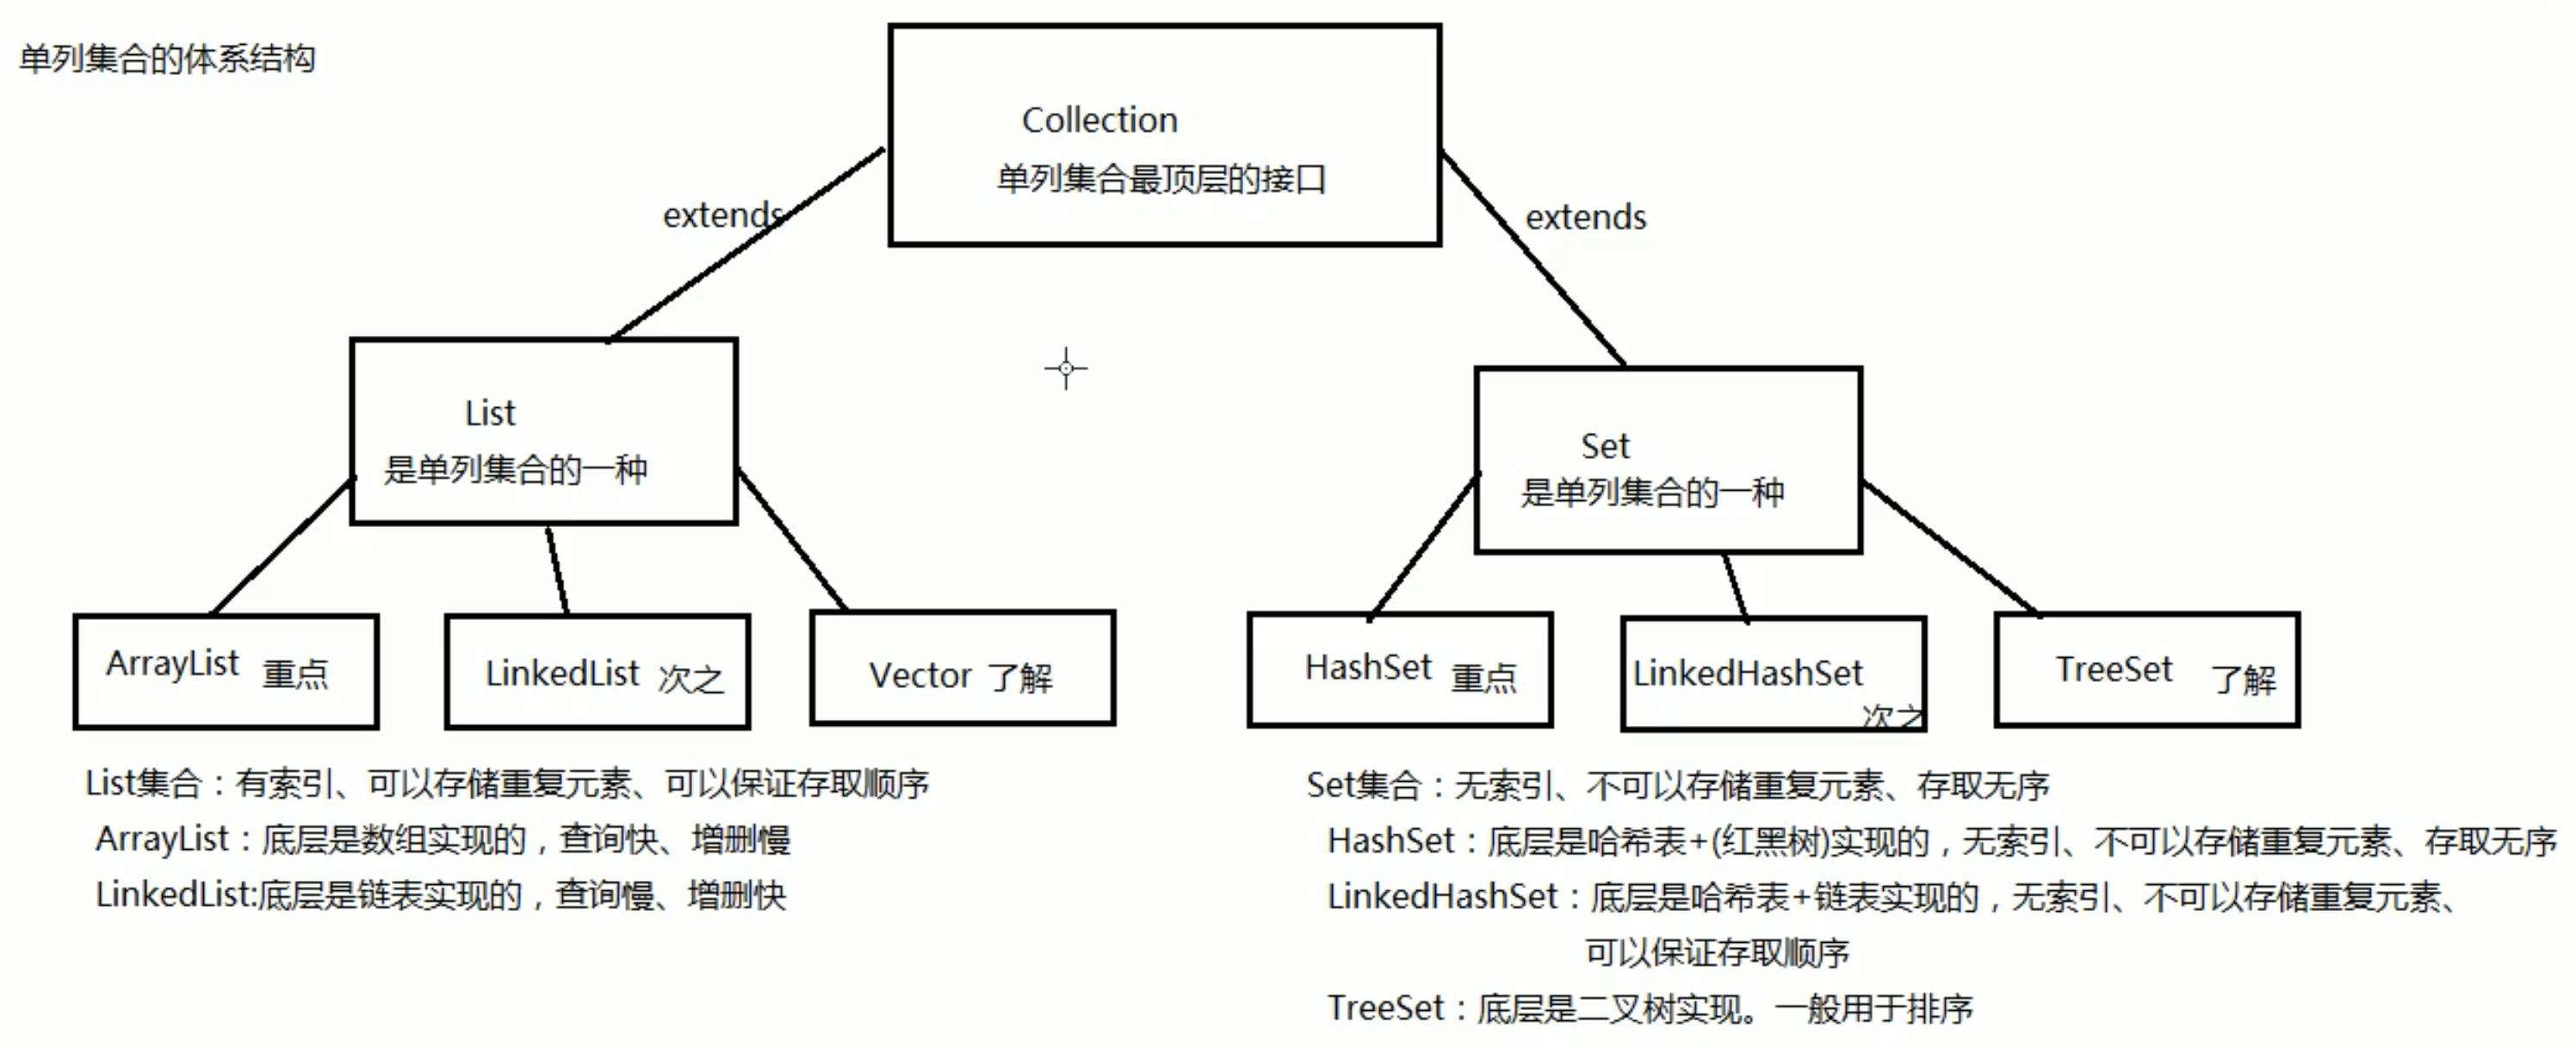 单列集合的体系结构
Collection
单列集合最顶层的接口
extends
extends
List
是单列集合的一种
Set
是单列集合的一种
ArrayList 重点
LinkedList 次之
Vector 了解
HashSet 重点
LinkedHashSet
次之
TreeSet 了解
List集合：有索引、可以存储重复元素、可以保证存取顺序
ArrayList：底层是数组实现的，查询快、增删慢
LinkedList:底层是链表实现的，查询慢、增删快
Set集合：无索引、不可以存储重复元素、存取无序
HashSet：底层是哈希表+(红黑树)实现的，无索引、不可以存储重复元素、存取无序
LinkedHashSet：底层是哈希表+链表实现的，无索引、不可以存储重复元素、
可以保证存取顺序
TreeSet：底层是二叉树实现。一般用于排序